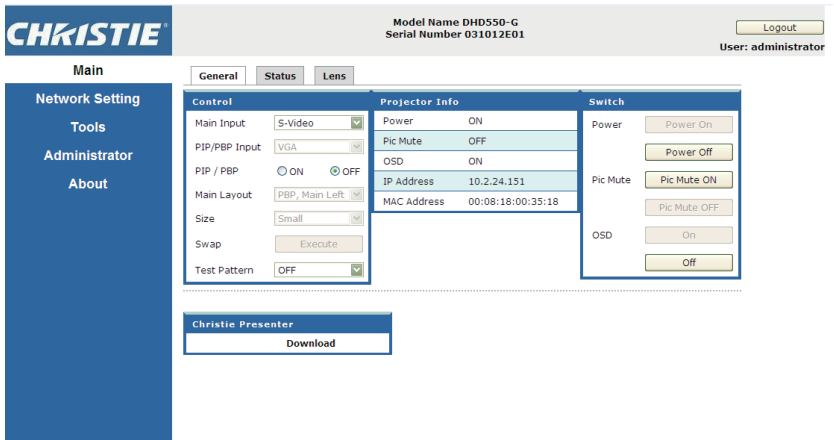 CHRISTIE
Model Name DHD550-G
Serial Number 031012E01
Logout
User: administrator
Main
Network Setting
Tools
Administrator
About
General Status Lens
Control
Main Input S-Video
PIP/PBP Input VGA
PIP / PBP ON OFF
Main Layout PBP, Main Left
Size Small
Swap Execute
Test Pattern OFF
Projector Info
Power ON
Pic Mute OFF
OSD ON
IP Address 10.2.24.151
MAC Address 00:08:18:00:35:18
Switch
Power Power On
Power Off
Pic Mute Pic Mute ON
Pic Mute OFF
OSD On
Off
Christie Presenter
Download